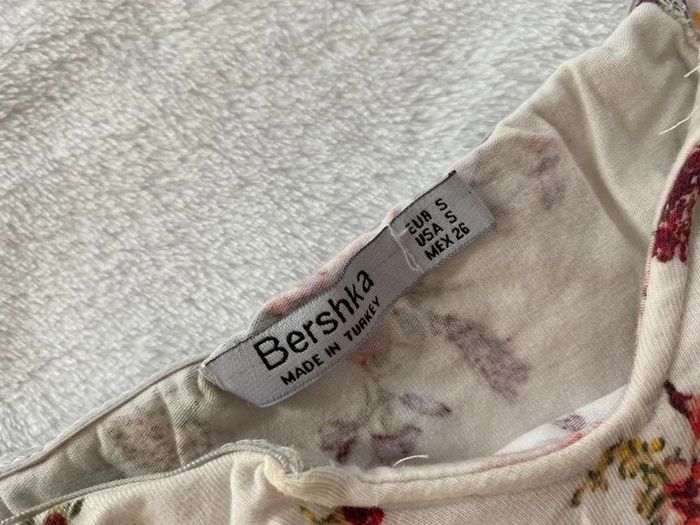 Bershka
MADE IN TURKEY
EUR S
USA S
MEX 26